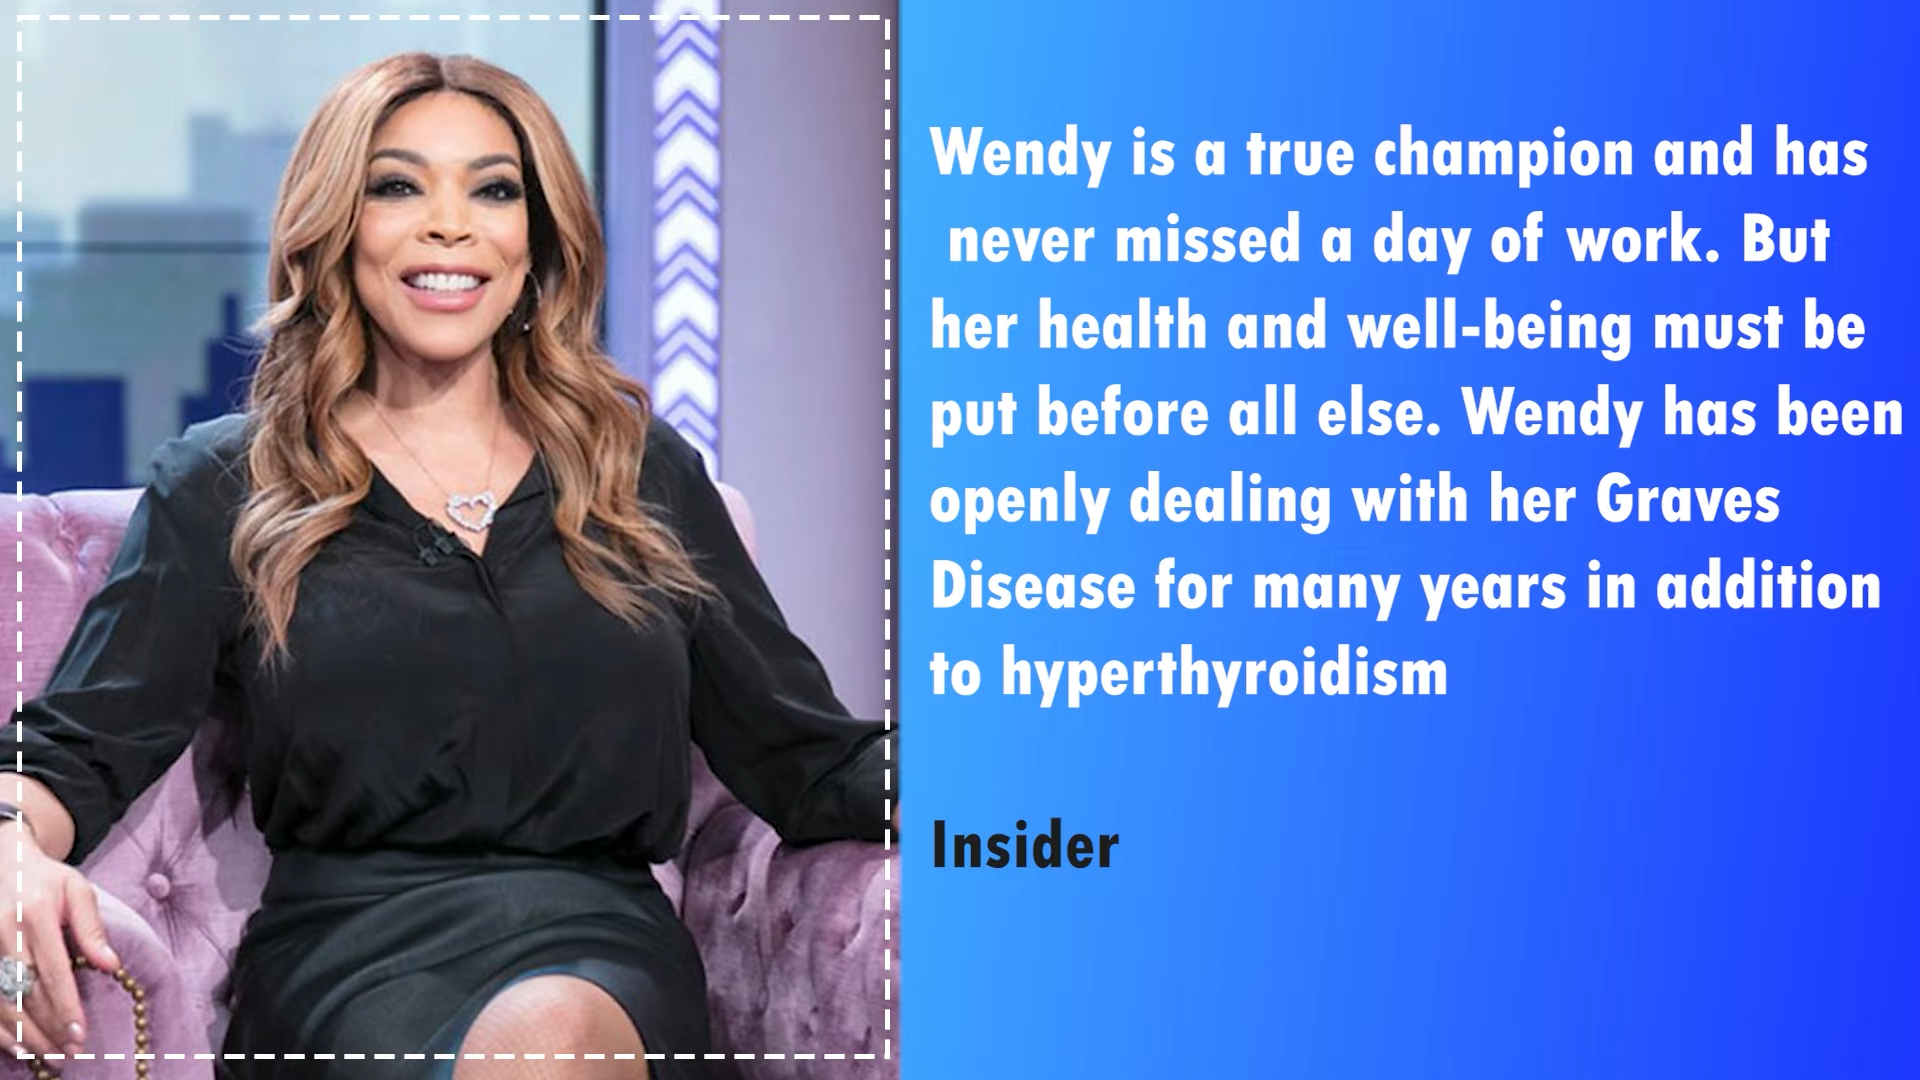 Wendy is a true champion and has
never missed a day of work. But
her health and well-being must be
put before all else. Wendy has been
openly dealing with her Graves
Disease for many years in addition
to hyperthyroidism
Insider